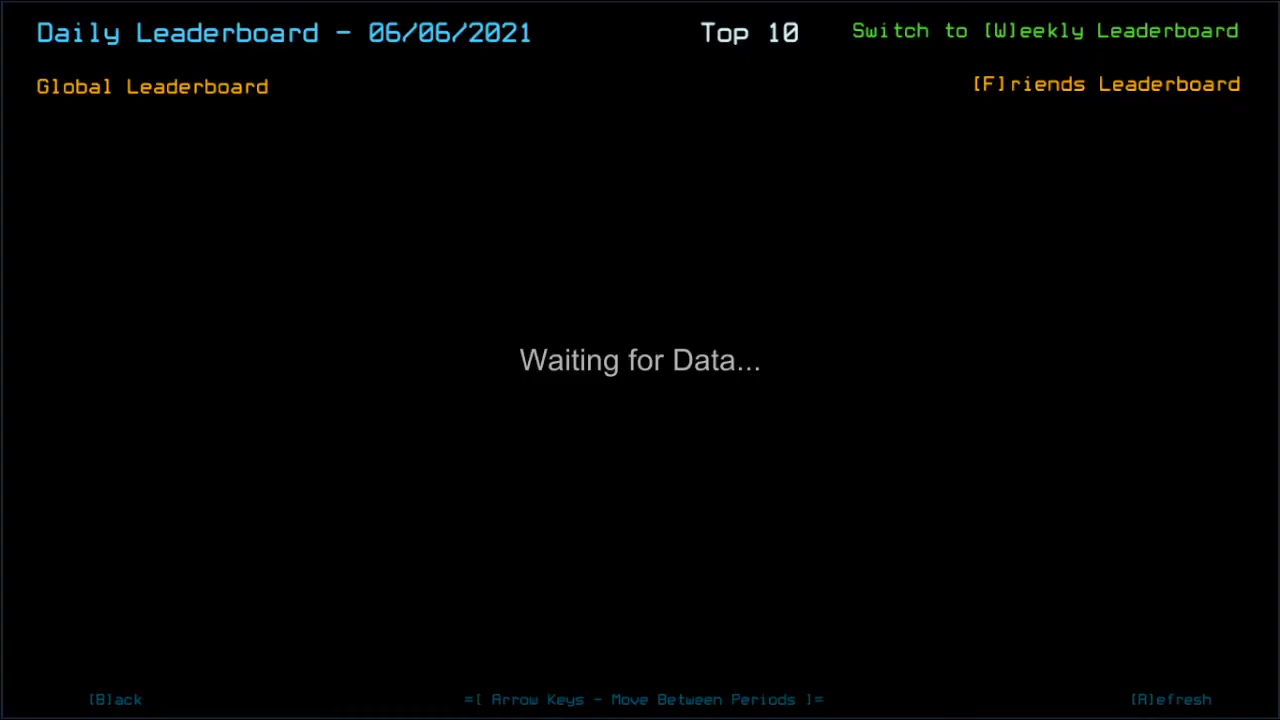 Daily Leaderboard - 06/06/2021
Top 10
Switch to [W]eekly Leaderboard
Global Leaderboard
[F]riends Leaderboard
Waiting for Data...
[B]ack
=[ Arrow Keys - Move Between Periods ]=
[R]efresh